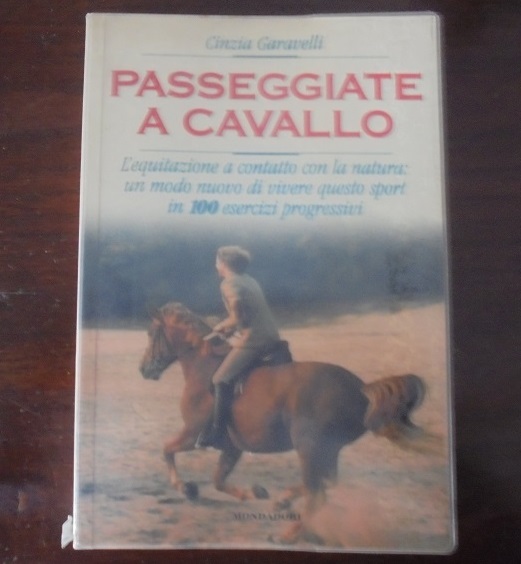 Cinzia Garavelli
PASSEGGIATE
A CAVALLO
L'equitazione a contatto con la natura:
un modo nuovo di vivere questo sport
in 100 esercizi progressivi
MONDADORI